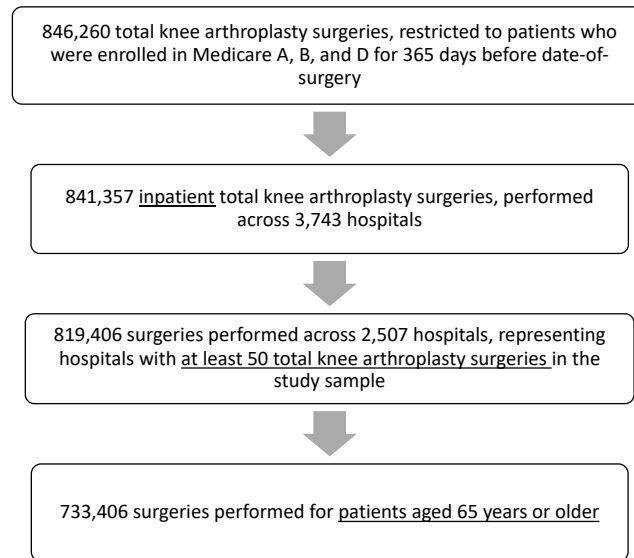 846,260 total knee arthroplasty surgeries, restricted to patients who
were enrolled in Medicare A, B, and D for 365 days before date-of-
surgery
841,357 inpatient total knee arthroplasty surgeries, performed
across 3,743 hospitals
819,406 surgeries performed across 2,507 hospitals, representing
hospitals with at least 50 total knee arthroplasty surgeries in the
study sample
733,406 surgeries performed for patients aged 65 years or older